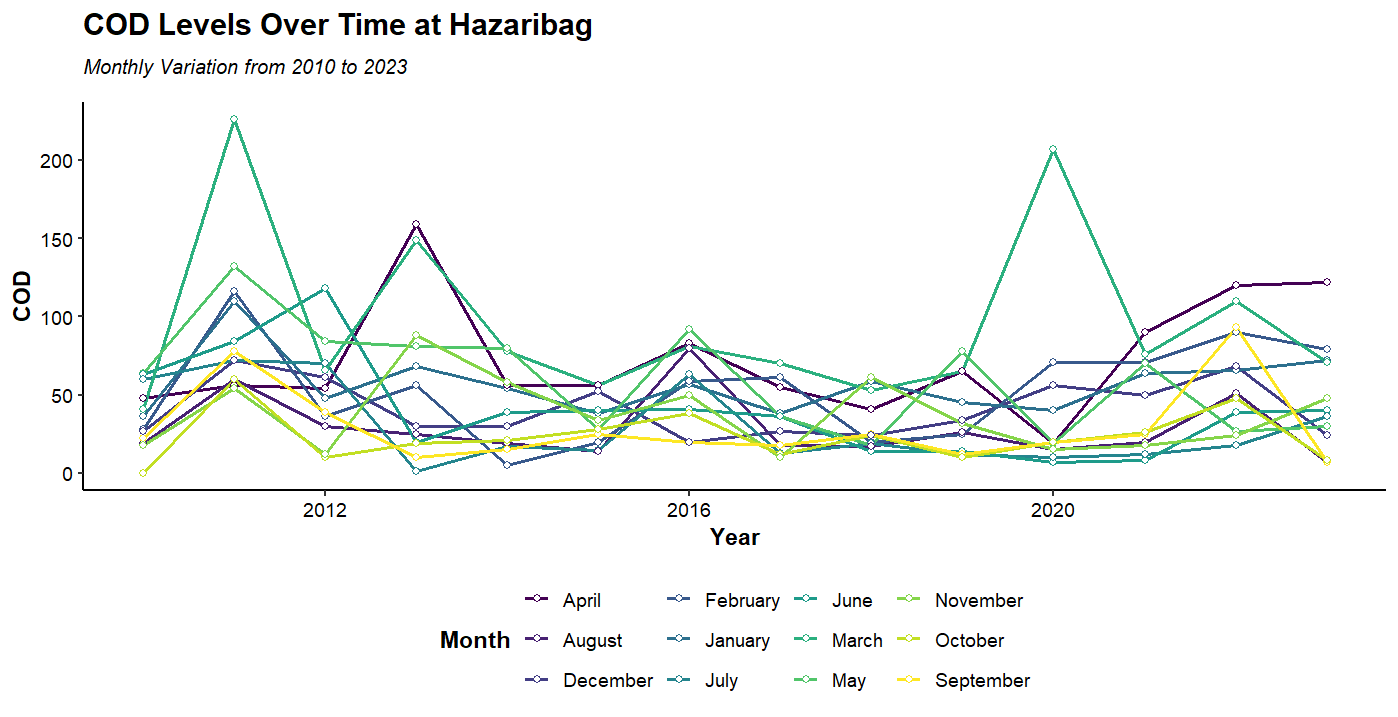 COD Levels Over Time at Hazaribag
Monthly Variation from 2010 to 2023
COD
200
150
100
50
0
2012 2016 2020
Year
Month
April February June November
August January March October
December July May September